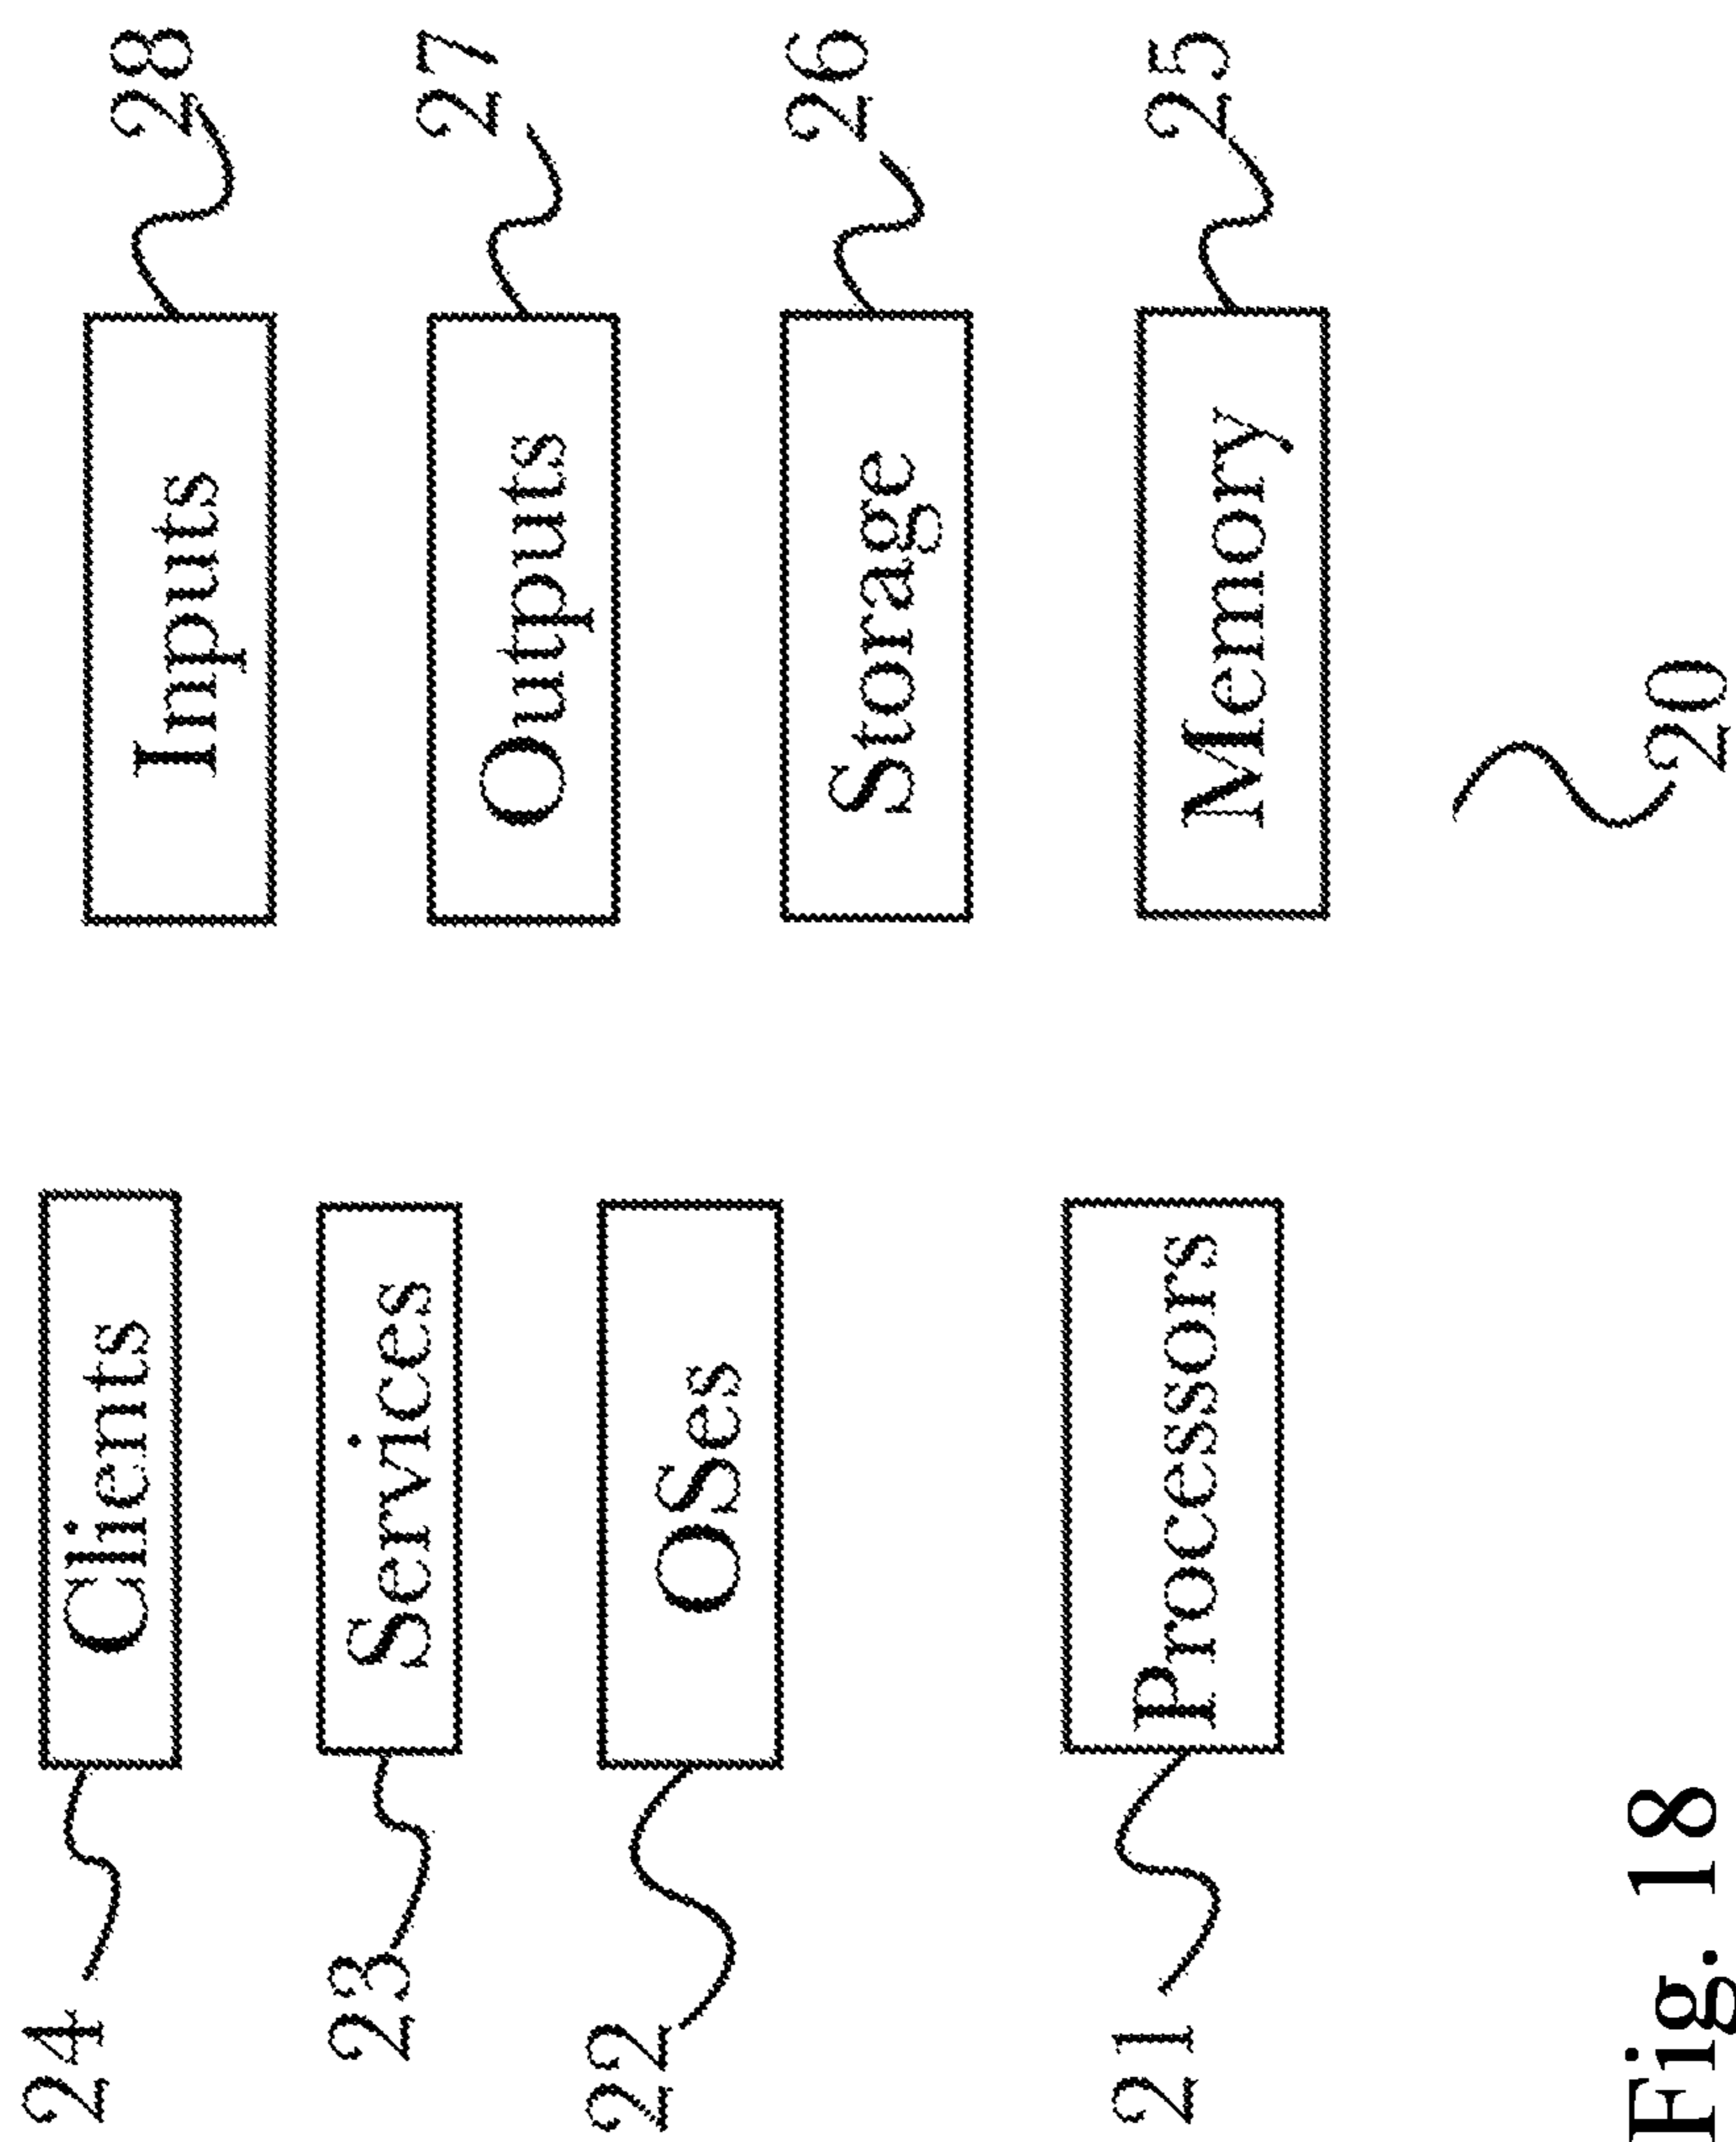 24 Clients
Inputs 28
23 Services
Outputs 27
22 OSes
Storage 26
21 Processors
Memory 25
20
Fig. 18